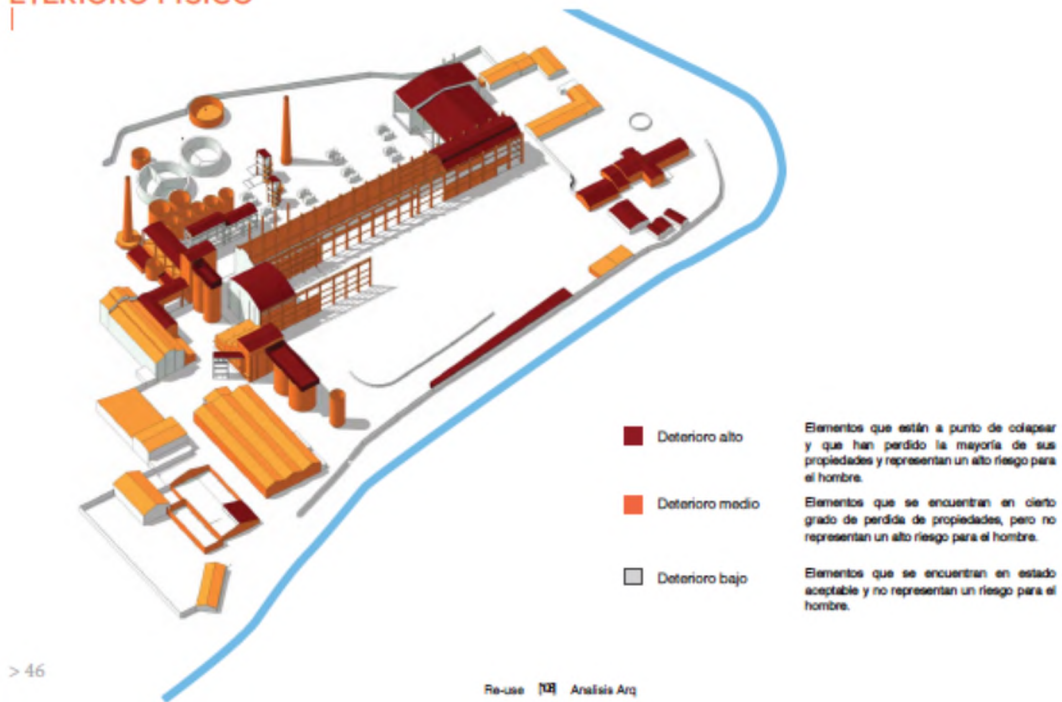 Deterioro alto
Elementos que están a punto de colapsar
y que han perdido la mayoría de sus
propiedades y representan un alto riesgo para
el hombre.
Deterioro medio
Elementos que se encuentran en cierto
grado de perdida de propiedades, pero no
representan un alto riesgo para el hombre.
Deterioro bajo
Elementos que se encuentran en estado
aceptable y no representan un riesgo para el
hombre.
> 46
Re-use Analisis Arq